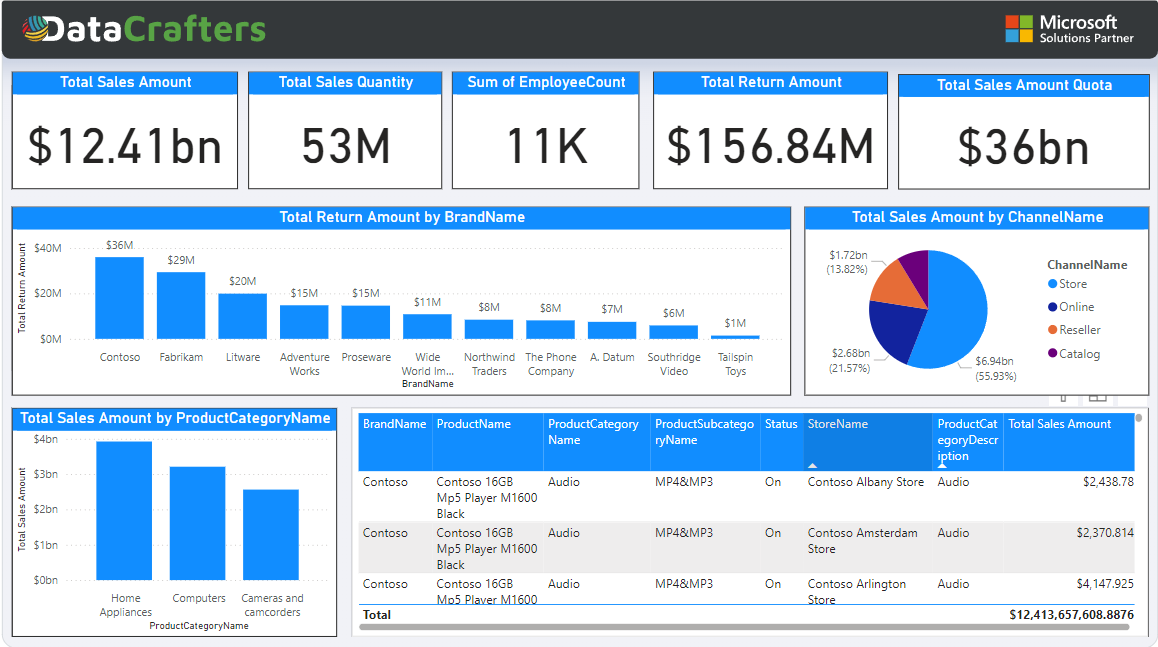 DataCrafters
Microsoft
Solutions Partner
Total Sales Amount
$12.41bn
Total Sales Quantity
53M
Sum of EmployeeCount
11K
Total Return Amount
$156.84M
Total Sales Amount Quota
$36bn
Total Return Amount by BrandName
Total Return Amount
$40M
$20M
$0M
$36M
$29M
$20M
$15M
$15M
$11M
$8M
$8M
$7M
$6M
$1M
Contoso
Fabrikam
Litware
Adventure
Works
Proseware
Wide
World Im...
Northwind
Traders
The Phone
Company
A. Datum
Southridge
Video
Tailspin
Toys
BrandName
Total Sales Amount by ChannelName
$1.72bn
(13.82%)
$2.68bn
(21.57%)
$6.94bn
(55.93%)
ChannelName
Store
Online
Reseller
Catalog
Total Sales Amount by ProductCategoryName
Total Sales Amount
$4bn
$3bn
$2bn
$1bn
$0bn
Home
Appliances
Computers
Cameras and
camcorders
ProductCategoryName
BrandName ProductName ProductCategory
Name ProductSubcatego
ryName Status StoreName ProductCat
egoryDescr
iption Total Sales Amount
Contoso Contoso 16GB Audio MP4&MP3 On Contoso Albany Store Audio $2,438.78
Mp5 Player M1600
Black
Contoso Contoso 16GB Audio MP4&MP3 On Contoso Amsterdam Audio $2,370.814
Mp5 Player M1600 Store
Black
Contoso Contoso 16GB Audio MP4&MP3 On Contoso Arlington Audio $4,147.925
Mp5 Player M1600 Store
Total $12,413,657,608.8876